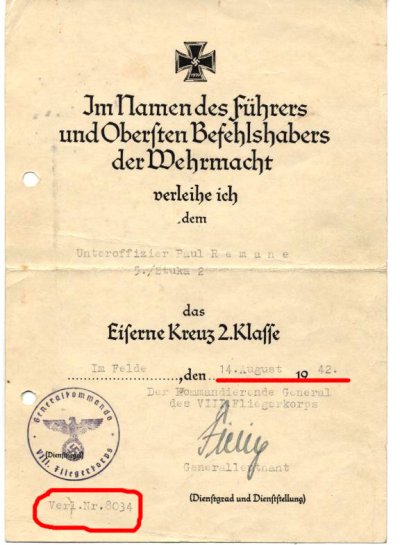 Im Namen des Führers
und Obersten Befehlshabers
der Wehrmacht
verleihe ich
dem
Unteroffizier Paul R e m a n e
5./Stuka 2
das
Eiserne Kreuz 2. Klasse
Im Felde, den 14. August 19 42.
Der Kommandierende General
des VIII. Fliegerkorps
Generalkommando
VIII. Fliegerkorps
(Dienstsiegel)
Generalleutnant
Verl. Nr. 8034
(Dienstgrad und Dienststellung)